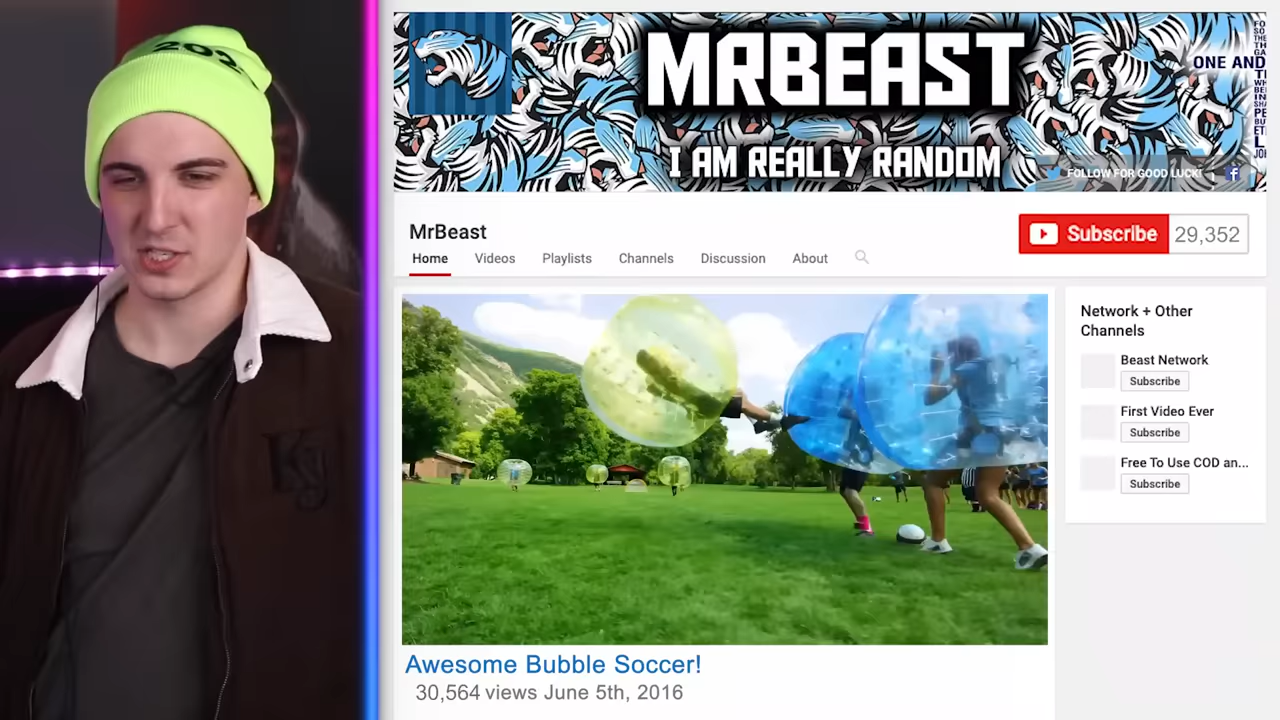 202
MRBEAST
I AM REALLY RANDOM
ONE AND
FOLLOW FOR GOOD LUCK!
MrBeast
Subscribe 29,352
Home Videos Playlists Channels Discussion About
Network + Other
Channels
Beast Network
Subscribe
First Video Ever
Subscribe
Free To Use COD an...
Subscribe
Awesome Bubble Soccer!
30,564 views June 5th, 2016